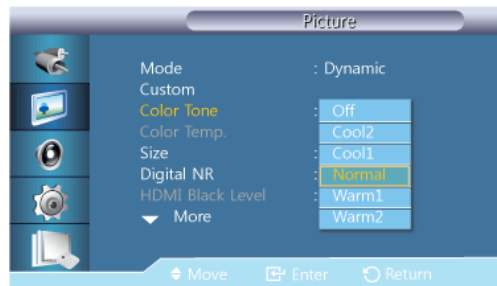 Picture
Mode : Dynamic
Custom
Color Tone : Off
Color Temp. Cool2
Size : Cool1
Digital NR : Normal
HDMI Black Level : Warm1
More Warm2
Move Enter Return